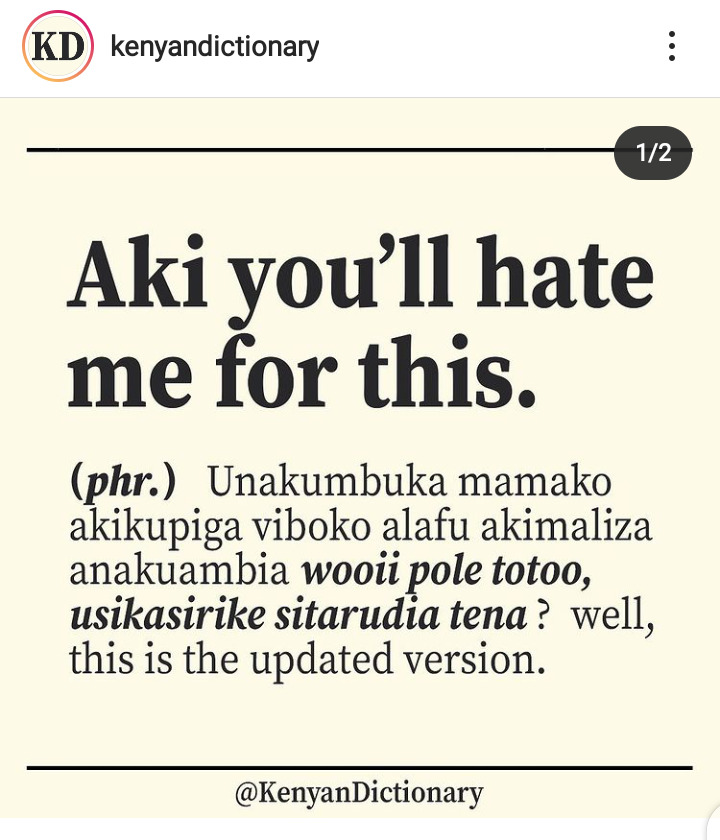 KD kenyandictionary
1/2
Aki you’ll hate
me for this.
(phr.) Unakumbuka mamako
akikupiga viboko alafu akimaliza
anakuambia wooii pole totoo,
usikasirike sitarudia tena ? well,
this is the updated version.
@KenyanDictionary